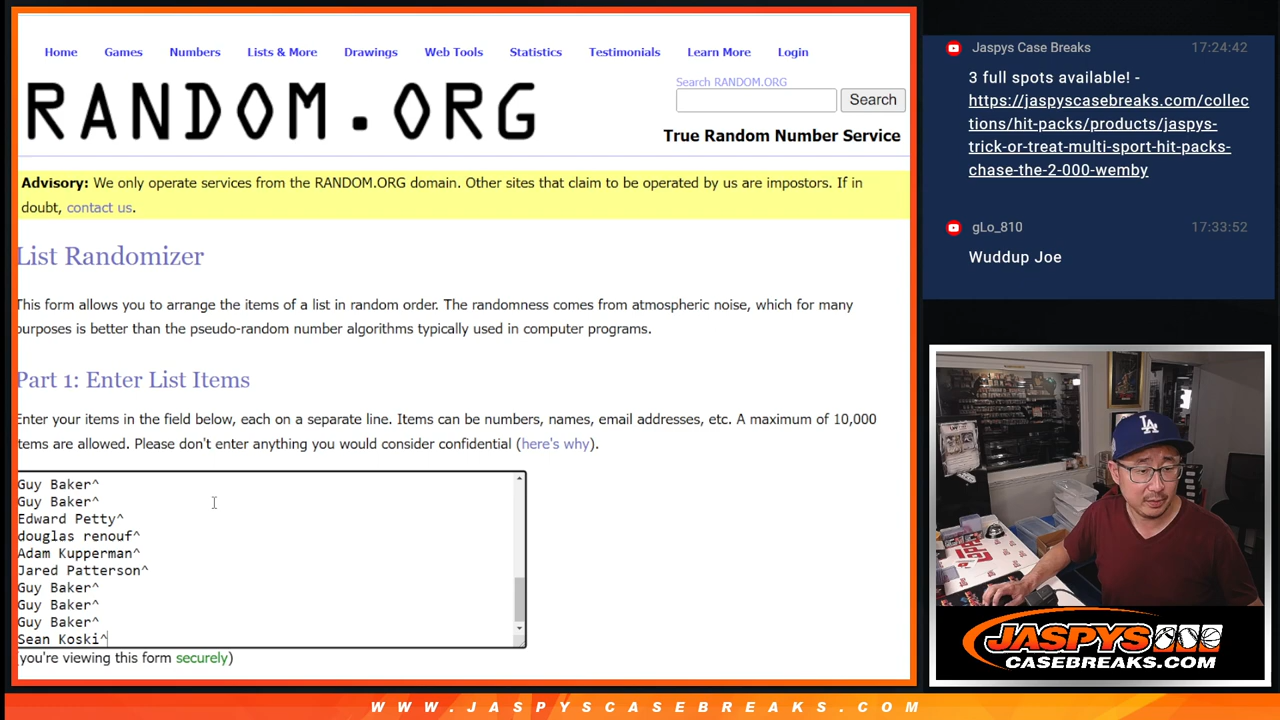 Home Games Numbers Lists & More Drawings Web Tools Statistics Testimonials Learn More Login
RANDOM.ORG
Search RANDOM.ORG
Search
True Random Number Service
Advisory: We only operate services from the RANDOM.ORG domain. Other sites that claim to be operated by us are impostors. If in
doubt, contact us.
List Randomizer
This form allows you to arrange the items of a list in random order. The randomness comes from atmospheric noise, which for many
purposes is better than the pseudo-random number algorithms typically used in computer programs.
Part 1: Enter List Items
Enter your items in the field below, each on a separate line. Items can be numbers, names, email addresses, etc. A maximum of 10,000
items are allowed. Please don't enter anything you would consider confidential (here's why).
Guy Baker^
Guy Baker^
Edward Petty^
douglas renouf^
Adam Kupperman^
Jared Patterson^
Guy Baker^
Guy Baker^
Guy Baker^
Sean Koski^
(you're viewing this form securely)
Jaspys Case Breaks 17:24:42
3 full spots available! -
https://jaspyscasebreaks.com/collec
tions/hit-packs/products/jaspys-
trick-or-treat-multi-sport-hit-packs-
chase-the-2-000-wemby
gLo_810 17:33:52
Wuddup Joe
LA
JASPYS
CASEBREAKS.COM
WWW.JASPYSCASEBREAKS.COM